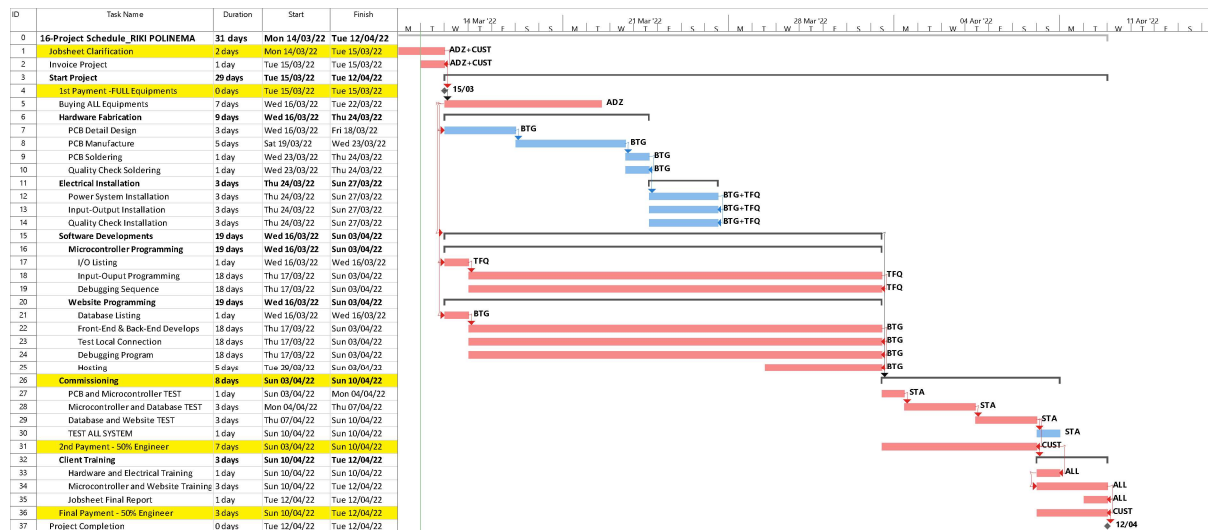 ID Task Name Duration Start Finish 14 Mar '22 21 Mar '22 28 Mar '22 04 Apr '22 11 Apr '22
M T W T F S S M T W T F S S M T W T F S S M T W T F S S M T W T F S
0 16-Project Schedule_RIKI POLINEMA 31 days Mon 14/03/22 Tue 12/04/22
1 Jobsheet Clarification 2 days Mon 14/03/22 Tue 15/03/22 ADZ+CUST
2 Invoice Project 1 day Tue 15/03/22 Tue 15/03/22 ADZ+CUST
3 Start Project 29 days Tue 15/03/22 Tue 12/04/22
4 1st Payment -FULL Equipments 0 days Tue 15/03/22 Tue 15/03/22 15/03
5 Buying ALL Equipments 7 days Wed 16/03/22 Tue 22/03/22 ADZ
6 Hardware Fabrication 9 days Wed 16/03/22 Thu 24/03/22
7 PCB Detail Design 3 days Wed 16/03/22 Fri 18/03/22 BTG
8 PCB Manufacture 5 days Sat 19/03/22 Wed 23/03/22 BTG
9 PCB Soldering 1 day Wed 23/03/22 Thu 24/03/22 BTG
10 Quality Check Soldering 1 day Wed 23/03/22 Thu 24/03/22 BTG
11 Electrical Installation 3 days Thu 24/03/22 Sun 27/03/22
12 Power System Installation 3 days Thu 24/03/22 Sun 27/03/22 BTG+TFQ
13 Input-Output Installation 3 days Thu 24/03/22 Sun 27/03/22 BTG+TFQ
14 Quality Check Installation 3 days Thu 24/03/22 Sun 27/03/22 BTG+TFQ
15 Software Developments 19 days Wed 16/03/22 Sun 03/04/22
16 Microcontroller Programming 19 days Wed 16/03/22 Sun 03/04/22
17 I/O Listing 1 day Wed 16/03/22 Wed 16/03/22 TFQ
18 Input-Ouput Programming 18 days Thu 17/03/22 Sun 03/04/22 TFQ
19 Debugging Sequence 18 days Thu 17/03/22 Sun 03/04/22 TFQ
20 Website Programming 19 days Wed 16/03/22 Sun 03/04/22
21 Database Listing 1 day Wed 16/03/22 Wed 16/03/22 BTG
22 Front-End & Back-End Develops 18 days Thu 17/03/22 Sun 03/04/22 BTG
23 Test Local Connection 18 days Thu 17/03/22 Sun 03/04/22 BTG
24 Debugging Program 18 days Thu 17/03/22 Sun 03/04/22 BTG
25 Hosting 5 days Tue 29/03/22 Sun 03/04/22 BTG
26 Commissioning 8 days Sun 03/04/22 Sun 10/04/22
27 PCB and Microcontroller TEST 1 day Sun 03/04/22 Mon 04/04/22 STA
28 Microcontroller and Database TEST 3 days Mon 04/04/22 Thu 07/04/22 STA
29 Database and Website TEST 3 days Thu 07/04/22 Sun 10/04/22 STA
30 TEST ALL SYSTEM 1 day Sun 10/04/22 Sun 10/04/22 STA
31 2nd Payment - 50% Engineer 7 days Sun 03/04/22 Sun 10/04/22 CUST
32 Client Training 3 days Sun 10/04/22 Tue 12/04/22
33 Hardware and Electrical Training 1 day Sun 10/04/22 Sun 10/04/22 ALL
34 Microcontroller and Website Training 3 days Sun 10/04/22 Tue 12/04/22 ALL
35 Jobsheet Final Report 1 day Tue 12/04/22 Tue 12/04/22 ALL
36 Final Payment - 50% Engineer 3 days Sun 10/04/22 Tue 12/04/22 CUST
37 Project Completion 0 days Tue 12/04/22 Tue 12/04/22 12/04